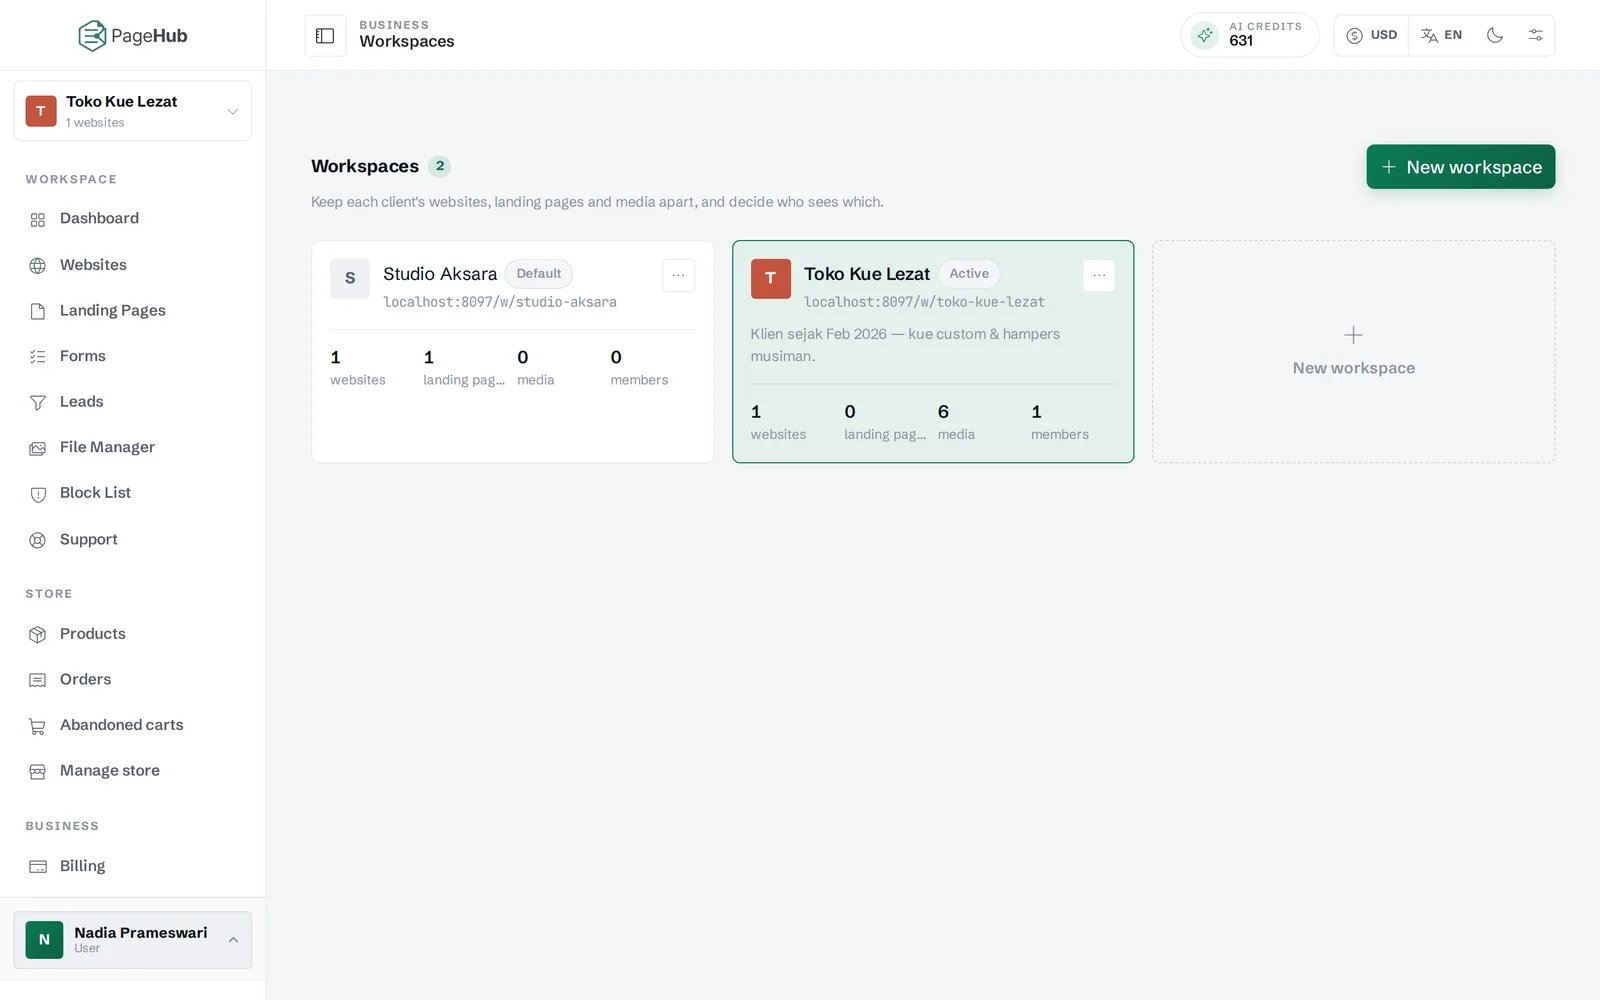 PageHub
BUSINESS
Workspaces
AI CREDITS
631
USD
EN
T
Toko Kue Lezat
1 websites
WORKSPACE
Dashboard
Websites
Landing Pages
Forms
Leads
File Manager
Block List
Support
STORE
Products
Orders
Abandoned carts
Manage store
BUSINESS
Billing
N
Nadia Prameswari
User
Workspaces 2
New workspace
Keep each client's websites, landing pages and media apart, and decide who sees which.
S
Studio Aksara Default
localhost:8097/w/studio-aksara
1 1 0 0
websites landing pag... media members
T
Toko Kue Lezat Active
localhost:8097/w/toko-kue-lezat
Klien sejak Feb 2026 — kue custom & hampers
musiman.
1 0 6 1
websites landing pag... media members
New workspace